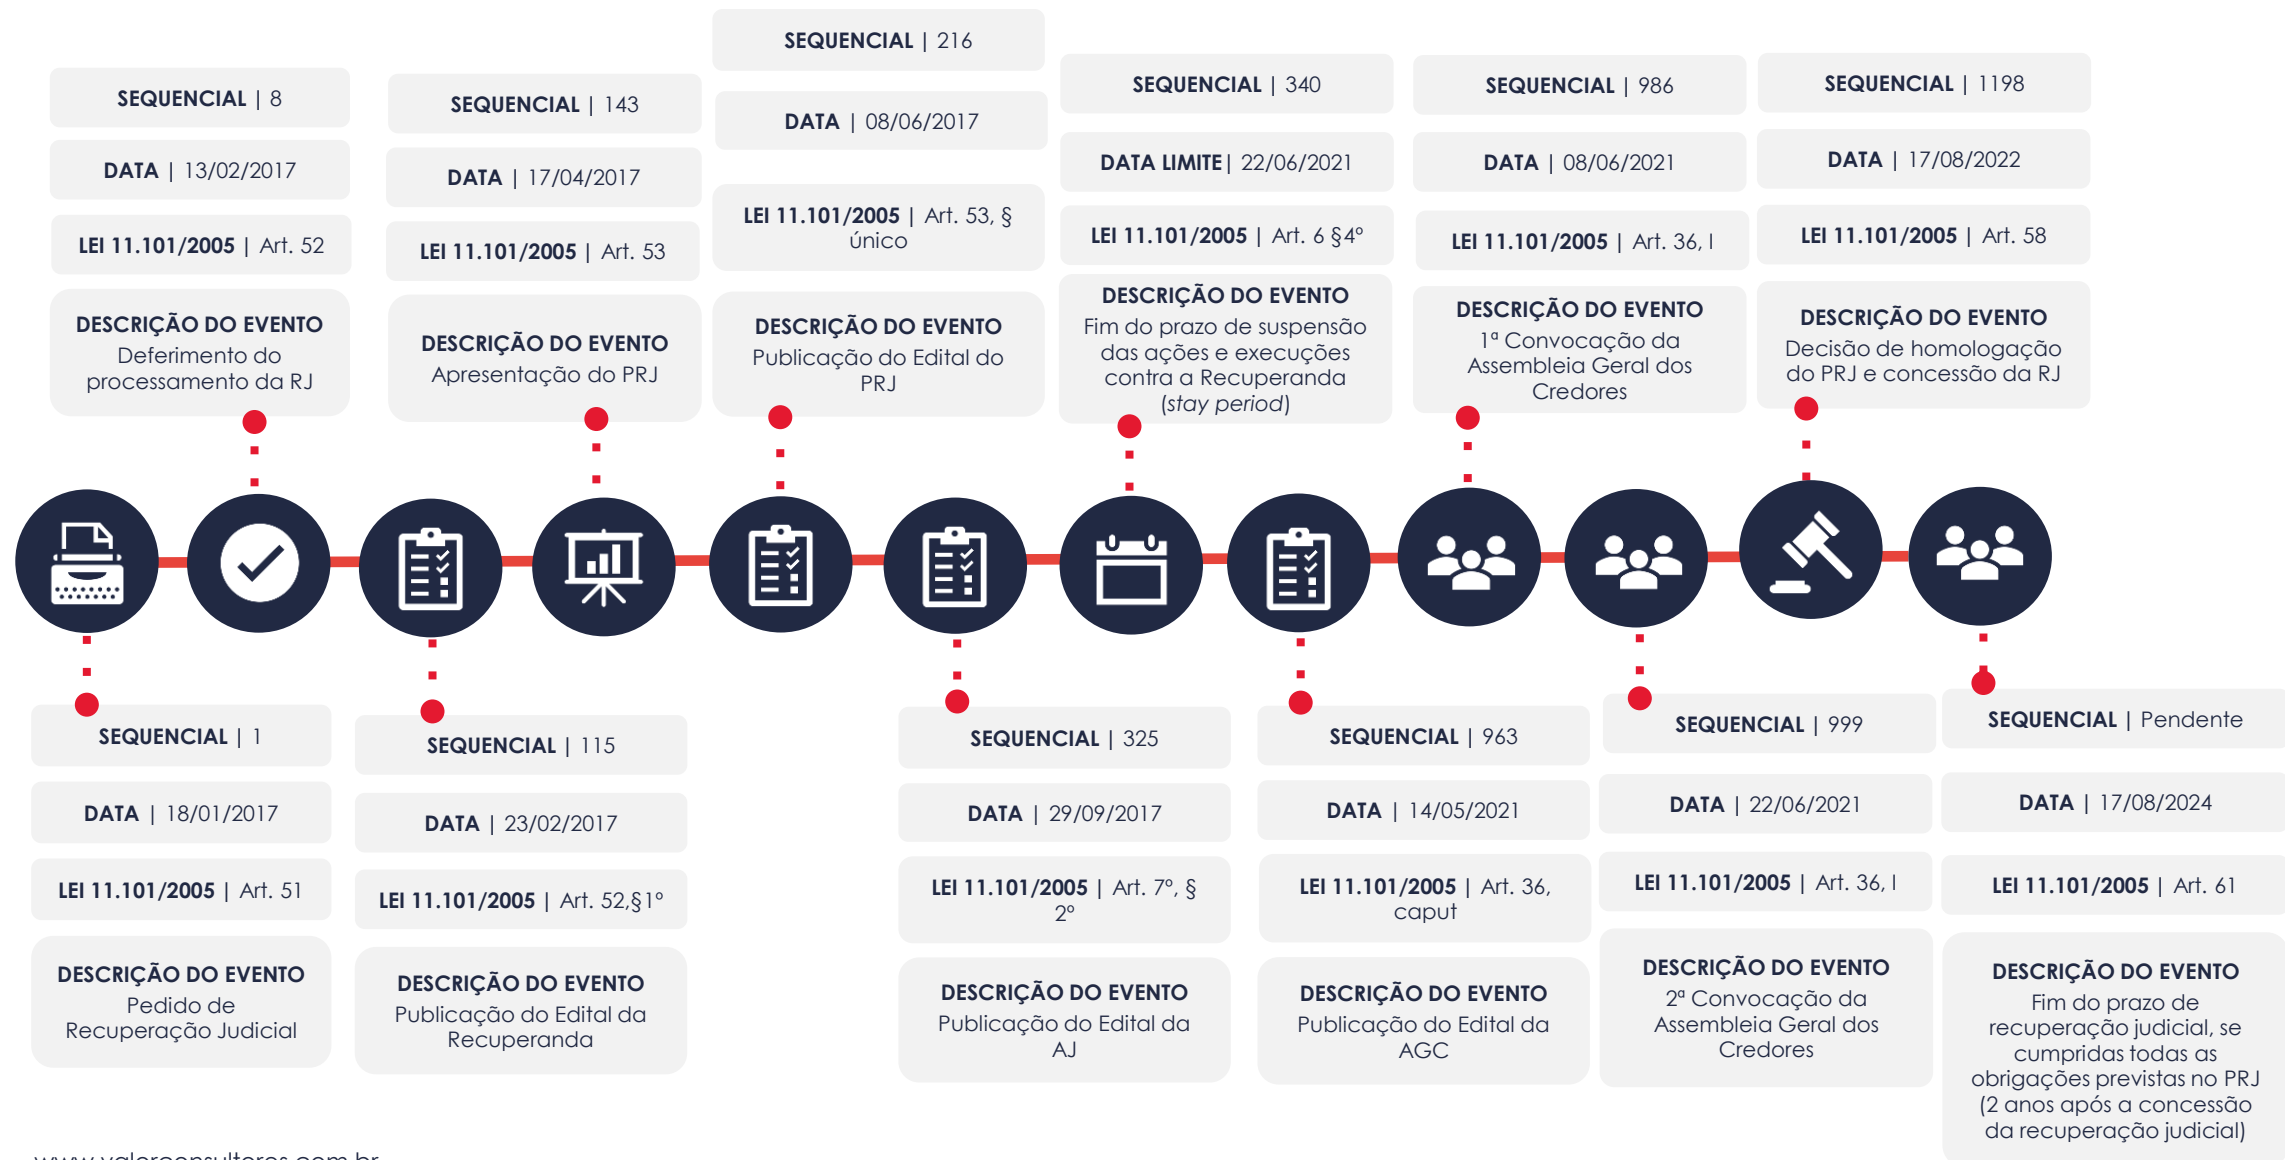 SEQUENCIAL | 8
DATA | 13/02/2017
LEI 11.101/2005 | Art. 52
DESCRIÇÃO DO EVENTO
Deferimento do
processamento da RJ
SEQUENCIAL | 143
DATA | 17/04/2017
LEI 11.101/2005 | Art. 53
DESCRIÇÃO DO EVENTO
Apresentação do PRJ
SEQUENCIAL | 216
DATA | 08/06/2017
LEI 11.101/2005 | Art. 53, §
único
DESCRIÇÃO DO EVENTO
Publicação do Edital do
PRJ
SEQUENCIAL | 340
DATA LIMITE| 22/06/2021
LEI 11.101/2005 | Art. 6 §4º
DESCRIÇÃO DO EVENTO
Fim do prazo de suspensão
das ações e execuções
contra a Recuperanda
(stay period)
SEQUENCIAL | 986
DATA | 08/06/2021
LEI 11.101/2005 | Art. 36, I
DESCRIÇÃO DO EVENTO
1ª Convocação da
Assembleia Geral dos
Credores
SEQUENCIAL | 1198
DATA | 17/08/2022
LEI 11.101/2005 | Art. 58
DESCRIÇÃO DO EVENTO
Decisão de homologação
do PRJ e concessão da RJ
SEQUENCIAL | 1
DATA | 18/01/2017
LEI 11.101/2005 | Art. 51
DESCRIÇÃO DO EVENTO
Pedido de
Recuperação Judicial
SEQUENCIAL | 115
DATA | 23/02/2017
LEI 11.101/2005 | Art. 52,§1º
DESCRIÇÃO DO EVENTO
Publicação do Edital da
Recuperanda
SEQUENCIAL | 325
DATA | 29/09/2017
LEI 11.101/2005 | Art. 7º, §
2º
DESCRIÇÃO DO EVENTO
Publicação do Edital da
AJ
SEQUENCIAL | 963
DATA | 14/05/2021
LEI 11.101/2005 | Art. 36,
caput
DESCRIÇÃO DO EVENTO
Publicação do Edital da
AGC
SEQUENCIAL | 999
DATA | 22/06/2021
LEI 11.101/2005 | Art. 36, I
DESCRIÇÃO DO EVENTO
2ª Convocação da
Assembleia Geral dos
Credores
SEQUENCIAL | Pendente
DATA | 17/08/2024
LEI 11.101/2005 | Art. 61
DESCRIÇÃO DO EVENTO
Fim do prazo de
recuperação judicial, se
cumpridas todas as
obrigações previstas no PRJ
(2 anos após a concessão
da recuperação judicial)
www.valorconsultores.com.br